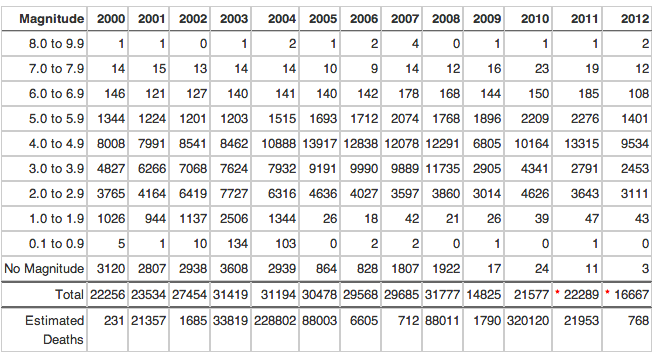 Magnitude 2000 2001 2002 2003 2004 2005 2006 2007 2008 2009 2010 2011 2012
8.0 to 9.9 1 1 0 1 2 1 2 4 0 1 1 1 2
7.0 to 7.9 14 15 13 14 14 10 9 14 12 16 23 19 12
6.0 to 6.9 146 121 127 140 141 140 142 178 168 144 150 185 108
5.0 to 5.9 1344 1224 1201 1203 1515 1693 1712 2074 1768 1896 2209 2276 1401
4.0 to 4.9 8008 7991 8541 8462 10888 13917 12838 12078 12291 6805 10164 13315 9534
3.0 to 3.9 4827 6266 7068 7624 7932 9191 9990 9889 11735 2905 4341 2791 2453
2.0 to 2.9 3765 4164 6419 7727 6316 4636 4027 3597 3860 3014 4626 3643 3111
1.0 to 1.9 1026 944 1137 2506 1344 26 18 42 21 26 39 47 43
0.1 to 0.9 5 1 10 134 103 0 2 2 0 1 0 1 0
No Magnitude 3120 2807 2938 3608 2939 864 828 1807 1922 17 24 11 3
Total 22256 23534 27454 31419 31194 30478 29568 29685 31777 14825 21577 * 22289 * 16667
Estimated 231 21357 1685 33819 228802 88003 6605 712 88011 1790 320120 21953 768
Deaths